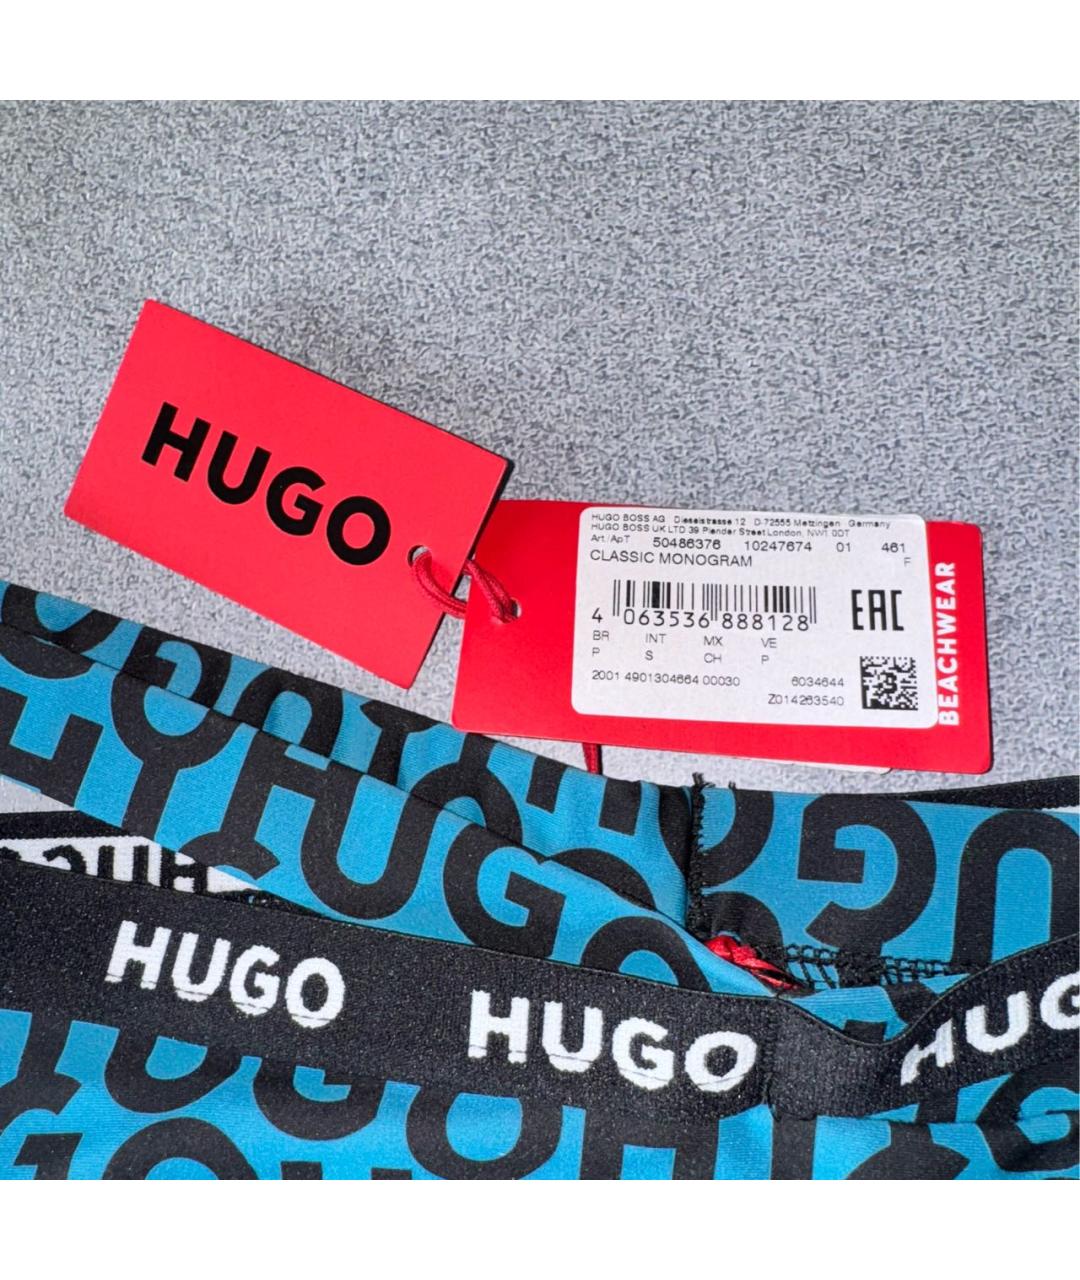 HUGO
HUGO BOSS AG Dieselstrasse 12 D-72555 Metzingen Germany
HUGO BOSS UK LTD 39 Plender Street London, NW1 0DT
Art./ApT 50486376 10247674 01 461
F
CLASSIC MONOGRAM
4 063536 888128
EAC
BR INT MX VE
P S CH P
2001 4901304664 00030 6034644
Z014263540
BEACHWEAR
HUGO
HUGO
HUGO
HUG